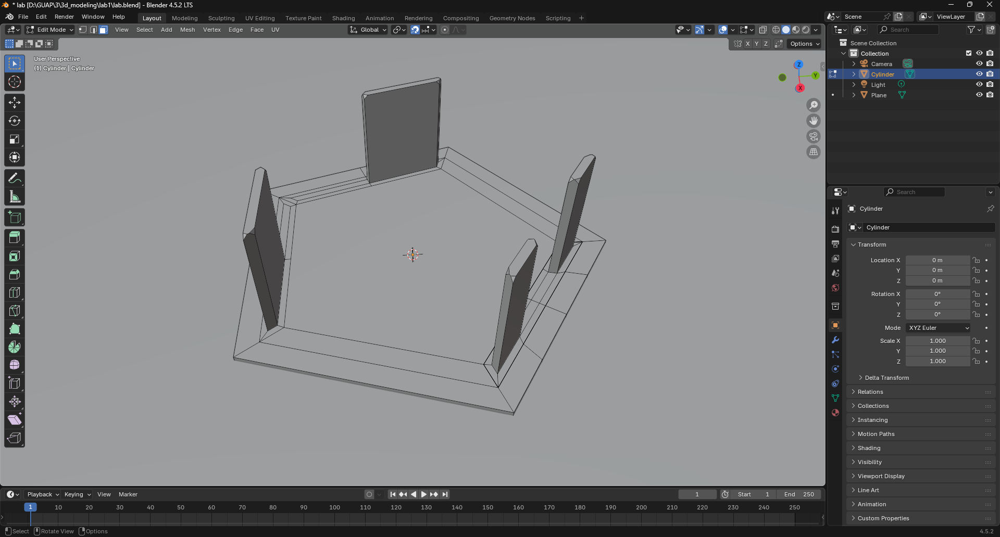 * lab [D:\GUAP\3\3d_modeling\lab1\lab.blend] - Blender 4.5.2 LTS
File Edit Render Window Help Layout Modeling Sculpting UV Editing Texture Paint Shading Animation Rendering Compositing Geometry Nodes Scripting + Scene ViewLayer
Edit Mode View Select Add Mesh Vertex Edge Face UV Global Search
X Y Z Options
User Perspective
(1) Cylinder | Cylinder
Z
Y
X
Scene Collection
Collection
Camera
Cylinder
Light
Plane
Search
Cylinder
Cylinder
Transform
Location X 0 m
Y 0 m
Z 0 m
Rotation X 0°
Y 0°
Z 0°
Mode XYZ Euler
Scale X 1.000
Y 1.000
Z 1.000
Delta Transform
Relations
Collections
Instancing
Motion Paths
Shading
Visibility
Viewport Display
Line Art
Animation
Custom Properties
Playback Keying View Marker 1 Start 1 End 250
1 10 20 30 40 50 60 70 80 90 100 110 120 130 140 150 160 170 180 190 200 210 220 230 240 250
Select Rotate View Options 4.5.2